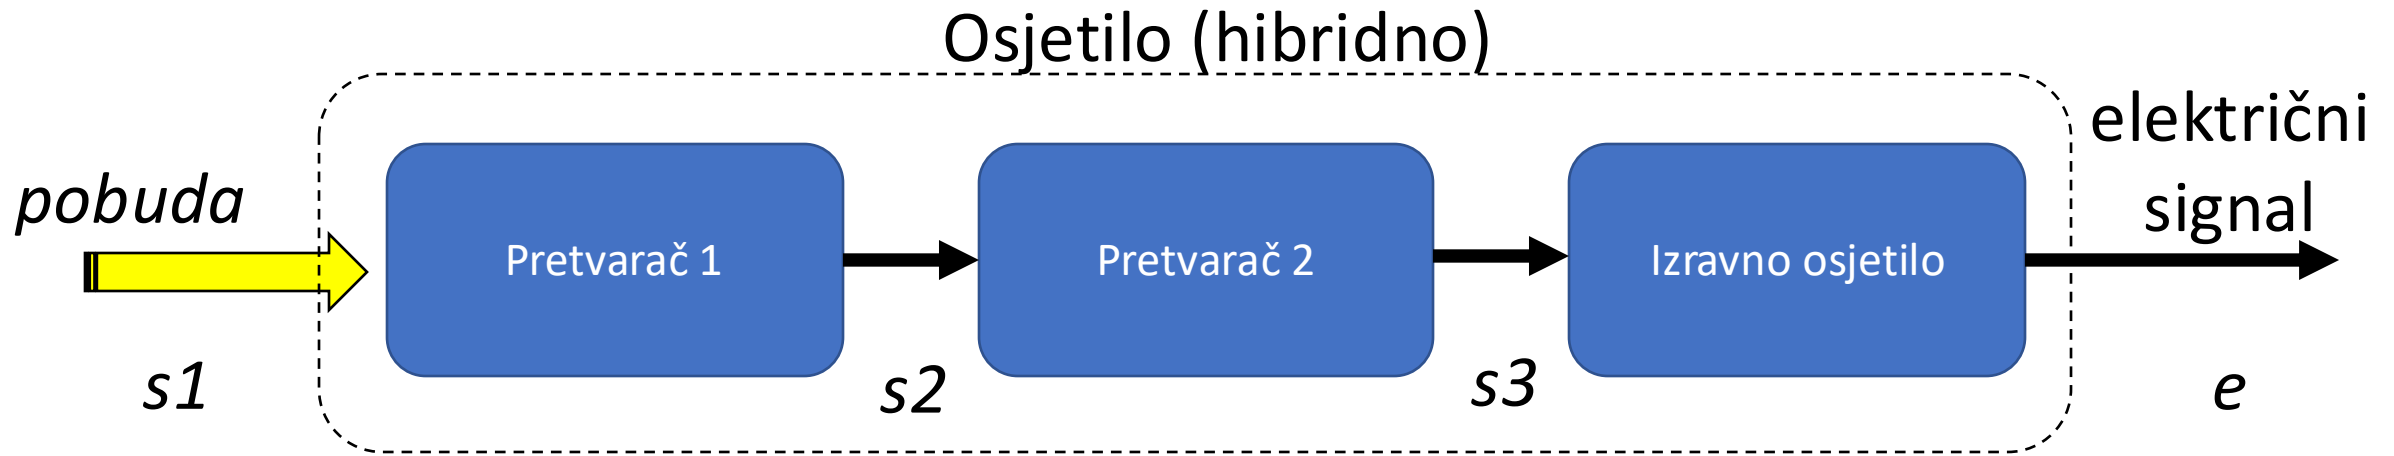 Osjetilo (hibridno)
pobuda
s1
Pretvarač 1
s2
Pretvarač 2
s3
Izravno osjetilo
električni
signal
e